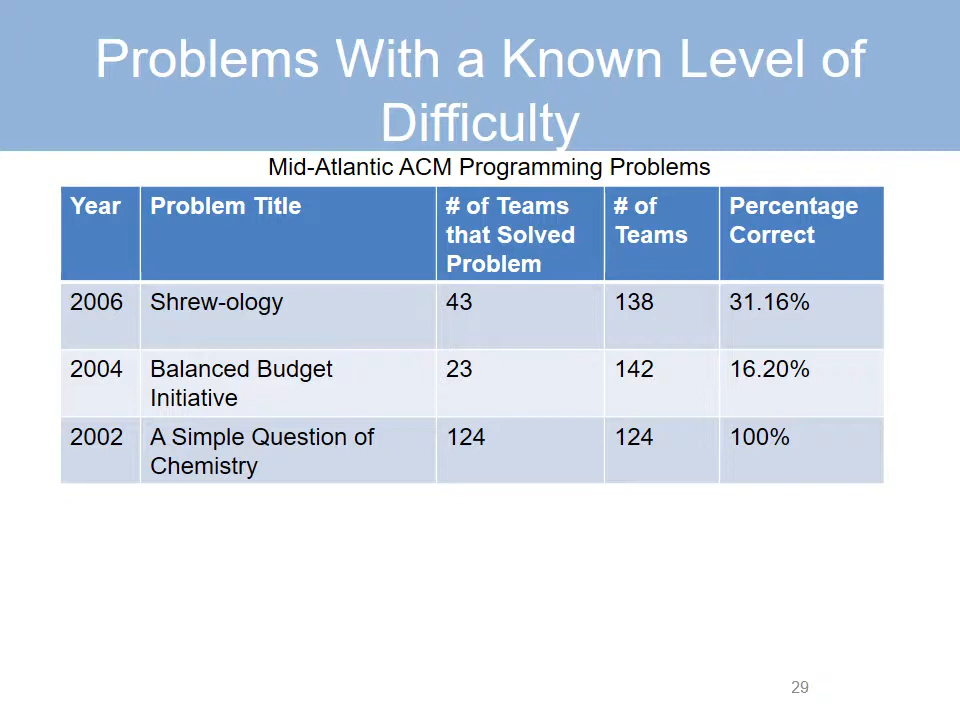 Problems With a Known Level of
Difficulty
Mid-Atlantic ACM Programming Problems
Year
Problem Title
# of Teams
that Solved
Problem
# of
Teams
Percentage
Correct
2006
Shrew-ology
43
138
31.16%
2004
Balanced Budget
Initiative
23
142
16.20%
2002
A Simple Question of
Chemistry
124
124
100%
29